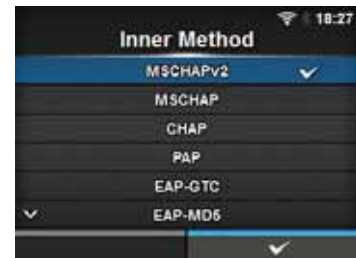 18:27
Inner Method
MSCHAPv2
MSCHAP
CHAP
PAP
EAP-GTC
EAP-MD5